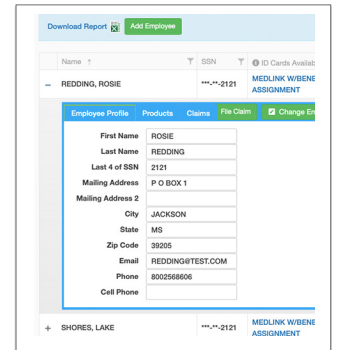 Download Report Add Employee
Name ↑ SSN ID Cards Availab
– REDDING, ROSIE ***-**-2121 MEDLINK W/BENE
ASSIGNMENT
Employee Profile Products Claims File Claim Change En
First Name ROSIE
Last Name REDDING
Last 4 of SSN 2121
Mailing Address P O BOX 1
Mailing Address 2
City JACKSON
State MS
Zip Code 39205
Email REDDING@TEST.COM
Phone 8002568606
Cell Phone
+ SHORES, LAKE ***-**-2121 MEDLINK W/BENE
ASSIGNMENT